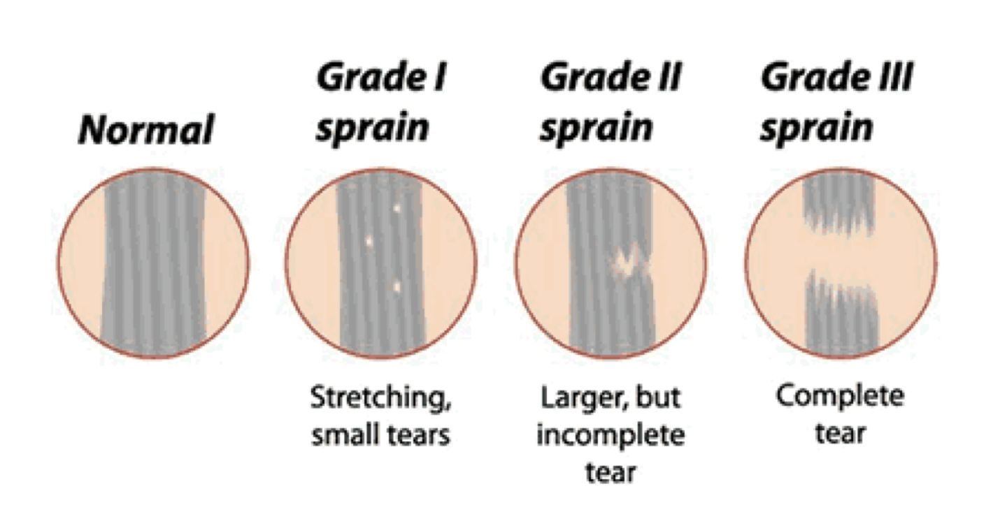 Normal
Grade I
sprain
Grade II
sprain
Grade III
sprain
Stretching,
small tears
Larger, but
incomplete
tear
Complete
tear